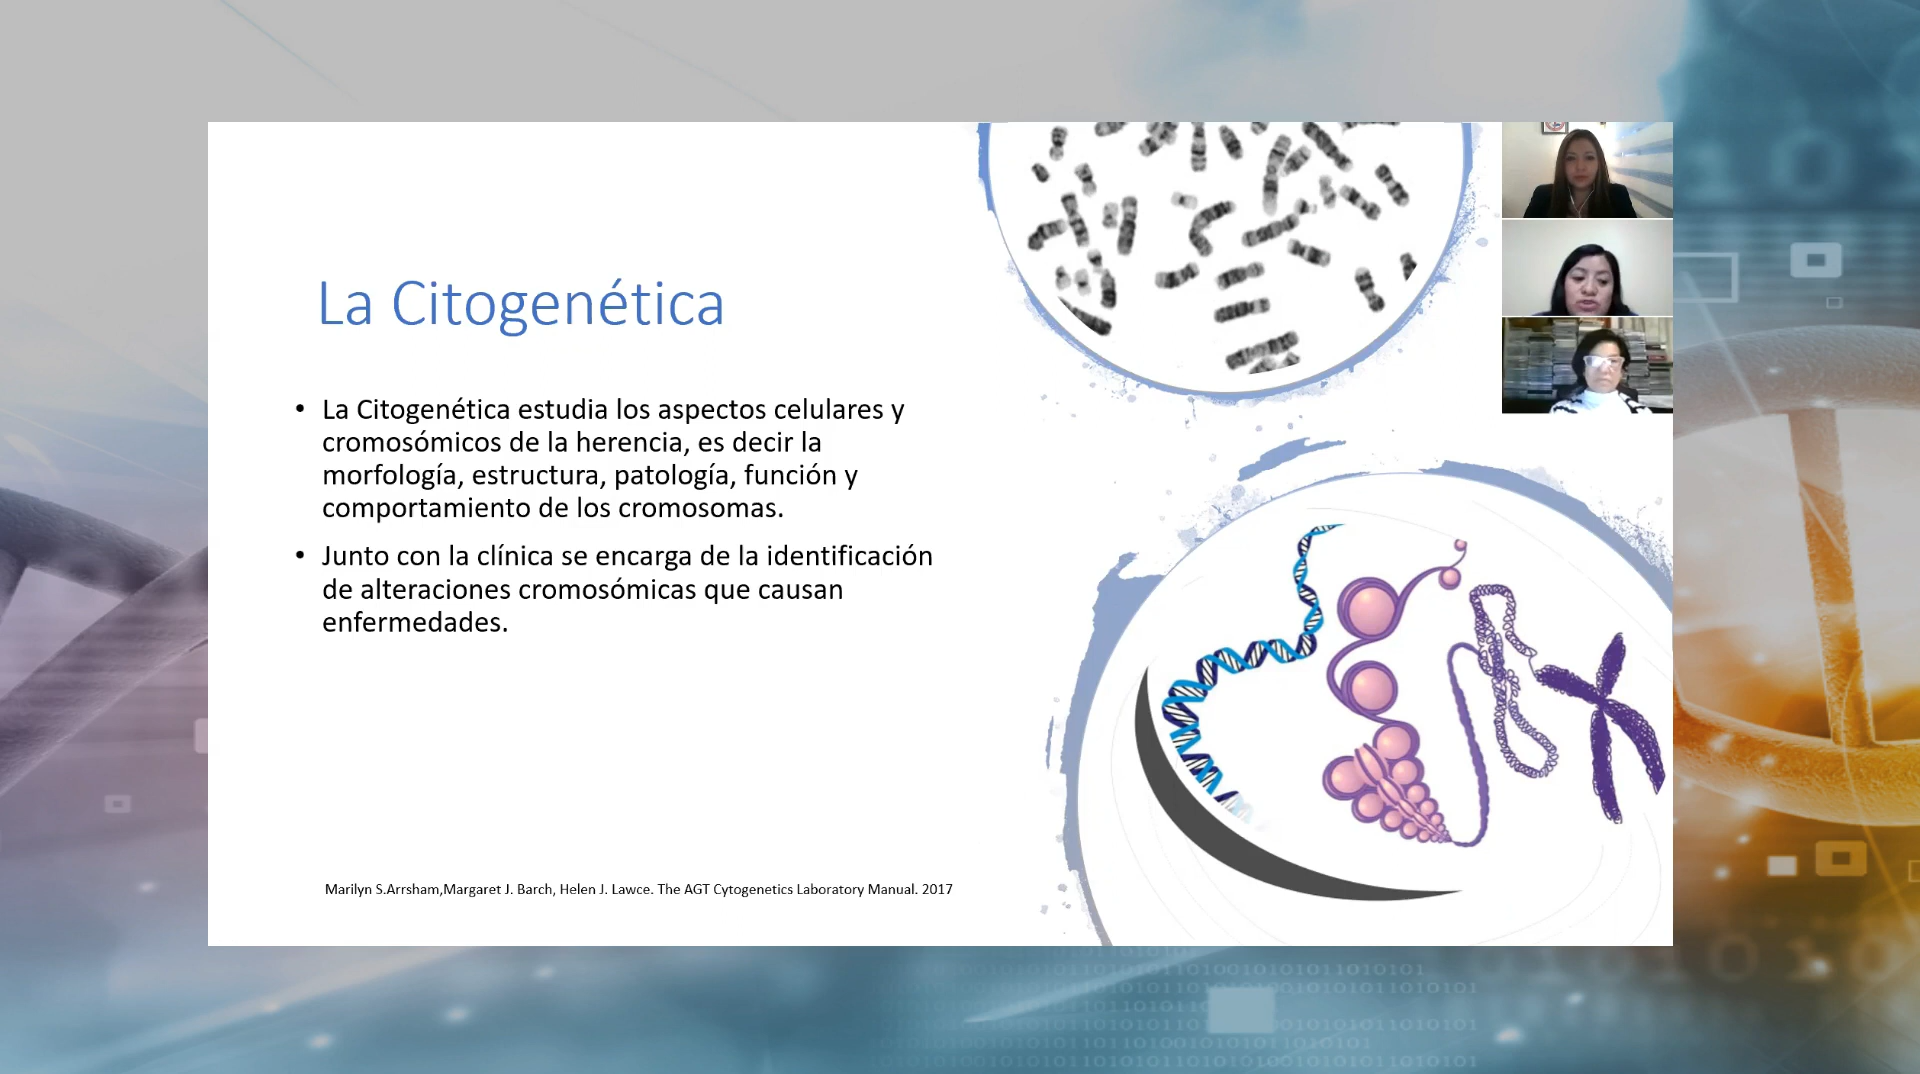 La Citogenética
• La Citogenética estudia los aspectos celulares y
cromosómicos de la herencia, es decir la
morfología, estructura, patología, función y
comportamiento de los cromosomas.
• Junto con la clínica se encarga de la identificación
de alteraciones cromosómicas que causan
enfermedades.
Marilyn S.Arrsham,Margaret J. Barch, Helen J. Lawce. The AGT Cytogenetics Laboratory Manual. 2017